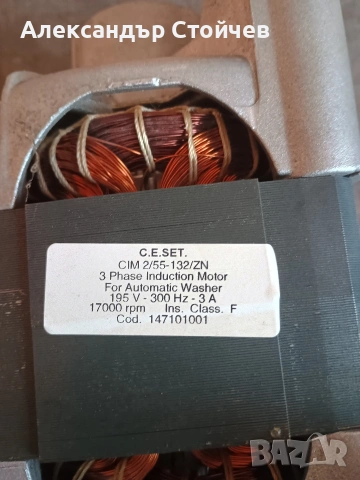 Александър Стойчев
C.E.SET.
CIM 2/55-132/ZN
3 Phase Induction Motor
For Automatic Washer
195 V - 300 Hz - 3 A
17000 rpm Ins. Class. F
Cod. 147101001
BAZAR